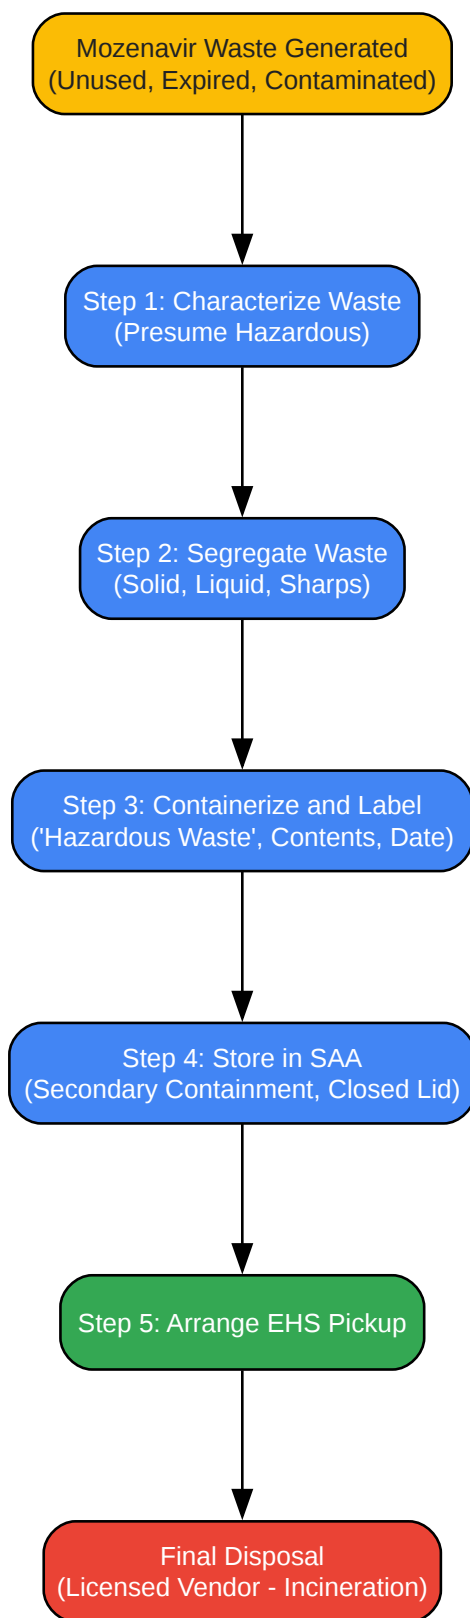 Mozenavir Waste Generated
(Unused, Expired, Contaminated)
Step 1: Characterize Waste
(Presume Hazardous)
Step 2: Segregate Waste
(Solid, Liquid, Sharps)
Step 3: Containerize and Label
('Hazardous Waste', Contents, Date)
Step 4: Store in SAA
(Secondary Containment, Closed Lid)
Step 5: Arrange EHS Pickup
Final Disposal
(Licensed Vendor - Incineration)